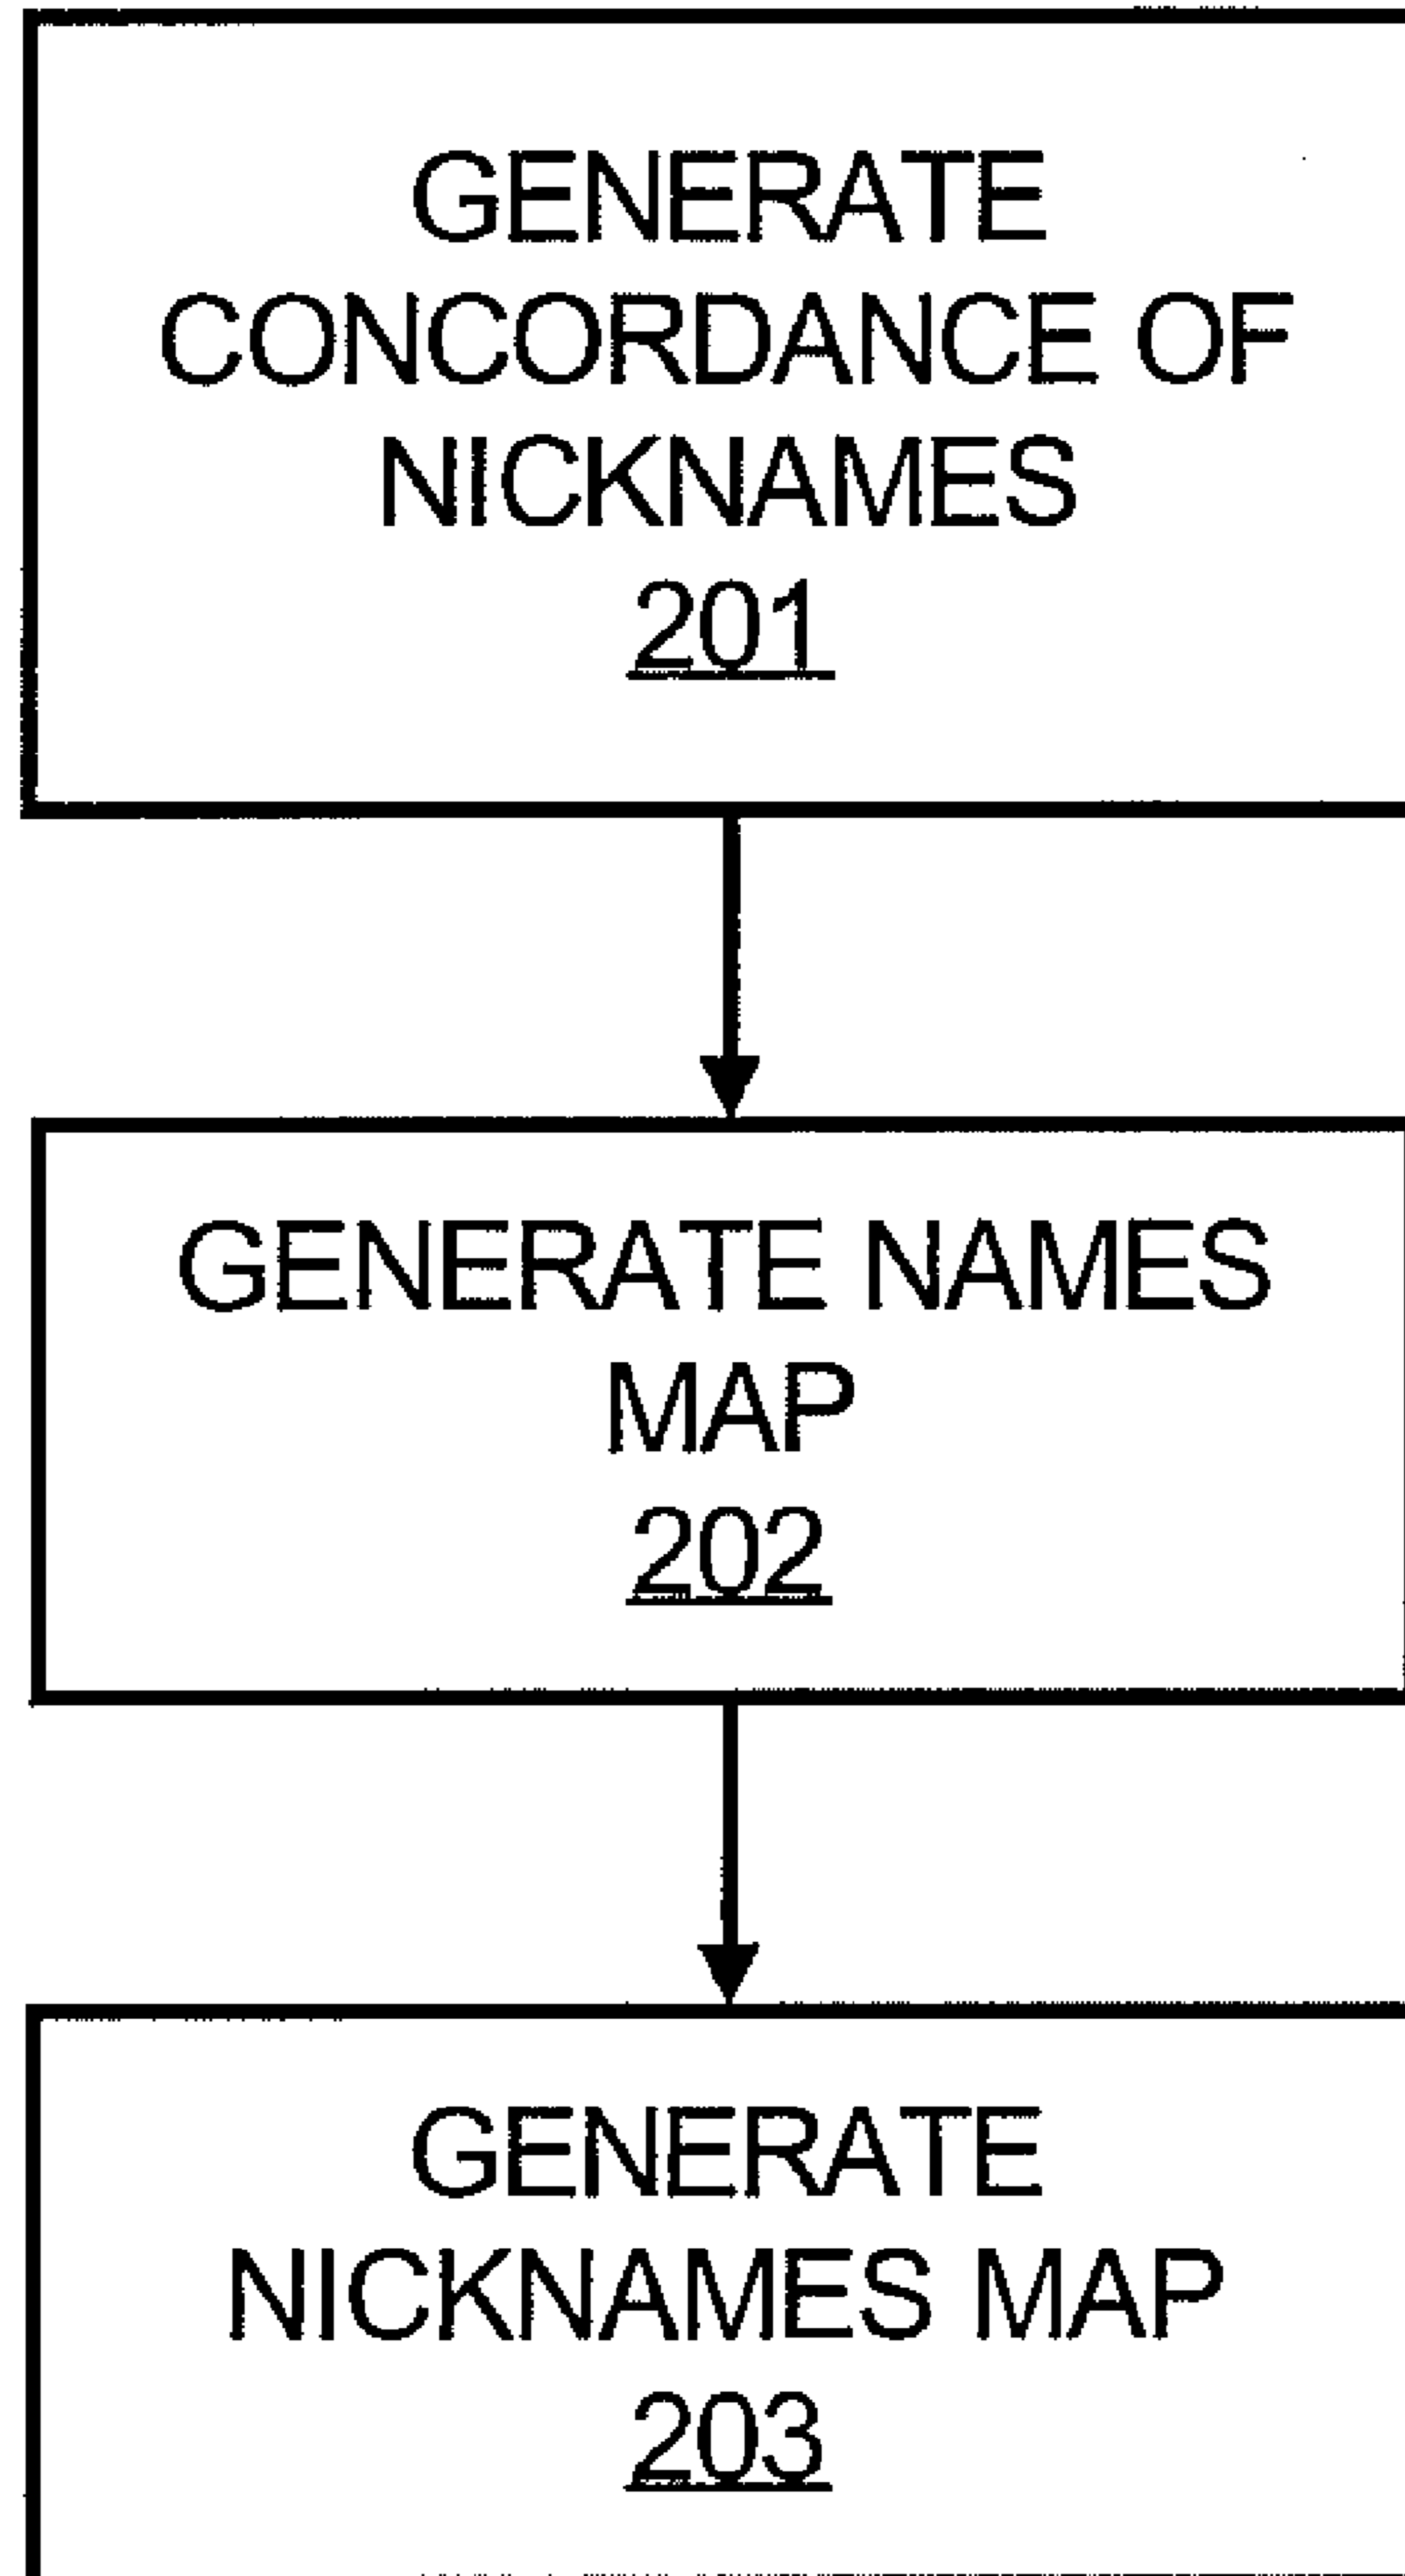 GENERATE
CONCORDANCE OF
NICKNAMES
201
GENERATE NAMES
MAP
202
GENERATE
NICKNAMES MAP
203